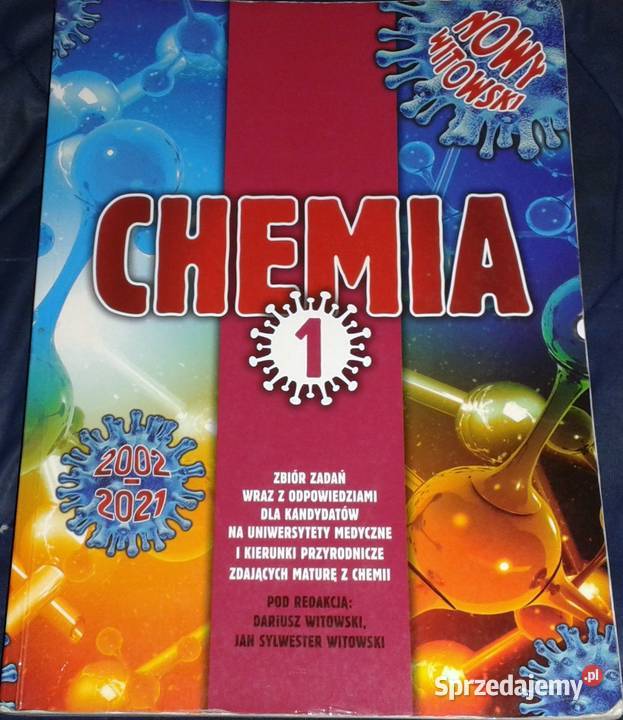 NOWY
WITOWSKI
CHEMIA
1
2002
–
2021
ZBIÓR ZADAŃ
WRAZ Z ODPOWIEDZIAMI
DLA KANDYDATÓW
NA UNIWERSYTETY MEDYCZNE
I KIERUNKI PRZYRODNICZE
ZDAJĄCYCH MATURĘ Z CHEMII
POD REDAKCJĄ:
DARIUSZ WITOWSKI,
JAN SYLWESTER WITOWSKI
Sprzedajemy.pl